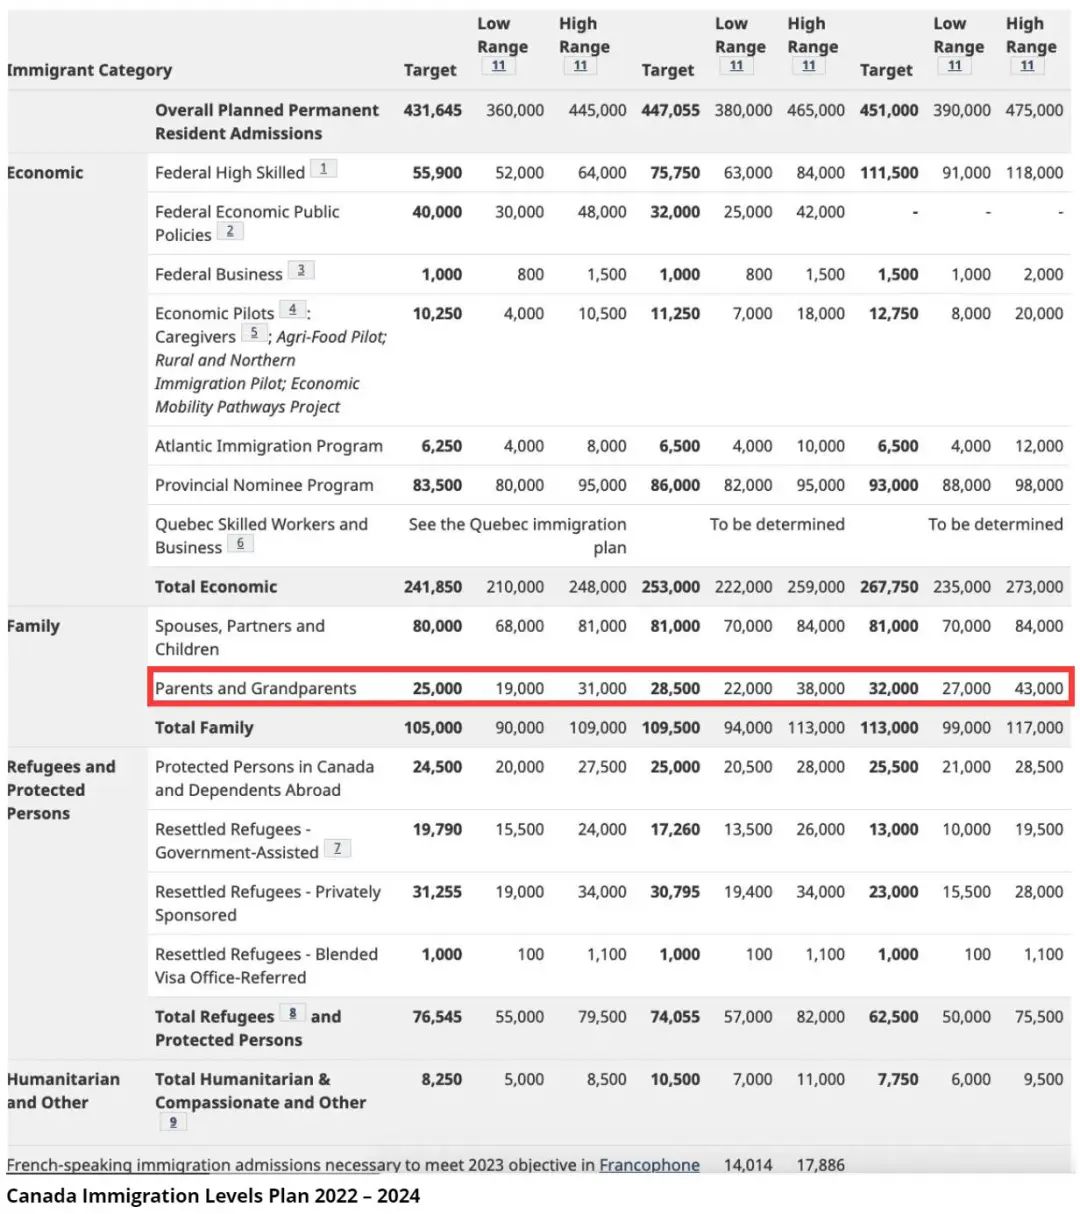 Low High Low High Low High
Range Range Range Range Range Range
Immigrant Category Target 11 11 Target 11 11 Target 11 11
Overall Planned Permanent 431,645 360,000 445,000 447,055 380,000 465,000 451,000 390,000 475,000
Resident Admissions
Economic Federal High Skilled 1 55,900 52,000 64,000 75,750 63,000 84,000 111,500 91,000 118,000
Federal Economic Public 40,000 30,000 48,000 32,000 25,000 42,000 - - -
Policies 2
Federal Business 3 1,000 800 1,500 1,000 800 1,500 1,500 1,000 2,000
Economic Pilots 4 : 10,250 4,000 10,500 11,250 7,000 18,000 12,750 8,000 20,000
Caregivers 5 ; Agri-Food Pilot;
Rural and Northern
Immigration Pilot; Economic
Mobility Pathways Project
Atlantic Immigration Program 6,250 4,000 8,000 6,500 4,000 10,000 6,500 4,000 12,000
Provincial Nominee Program 83,500 80,000 95,000 86,000 82,000 95,000 93,000 88,000 98,000
Quebec Skilled Workers and See the Quebec immigration To be determined To be determined
Business 6 plan
Total Economic 241,850 210,000 248,000 253,000 222,000 259,000 267,750 235,000 273,000
Family Spouses, Partners and 80,000 68,000 81,000 81,000 70,000 84,000 81,000 70,000 84,000
Children
Parents and Grandparents 25,000 19,000 31,000 28,500 22,000 38,000 32,000 27,000 43,000
Total Family 105,000 90,000 109,000 109,500 94,000 113,000 113,000 99,000 117,000
Refugees and Protected Persons in Canada 24,500 20,000 27,500 25,000 20,500 28,000 25,500 21,000 28,500
Protected and Dependents Abroad
Persons
Resettled Refugees - 19,790 15,500 24,000 17,260 13,500 26,000 13,000 10,000 19,500
Government-Assisted 7
Resettled Refugees - Privately 31,255 19,000 34,000 30,795 19,400 34,000 23,000 15,500 28,000
Sponsored
Resettled Refugees - Blended 1,000 100 1,100 1,000 100 1,100 1,000 100 1,100
Visa Office-Referred
Total Refugees 8 and 76,545 55,000 79,500 74,055 57,000 82,000 62,500 50,000 75,500
Protected Persons
Humanitarian Total Humanitarian & 8,250 5,000 8,500 10,500 7,000 11,000 7,750 6,000 9,500
and Other Compassionate and Other
9
French-speaking immigration admissions necessary to meet 2023 objective in Francophone 14,014 17,886
Canada Immigration Levels Plan 2022 – 2024